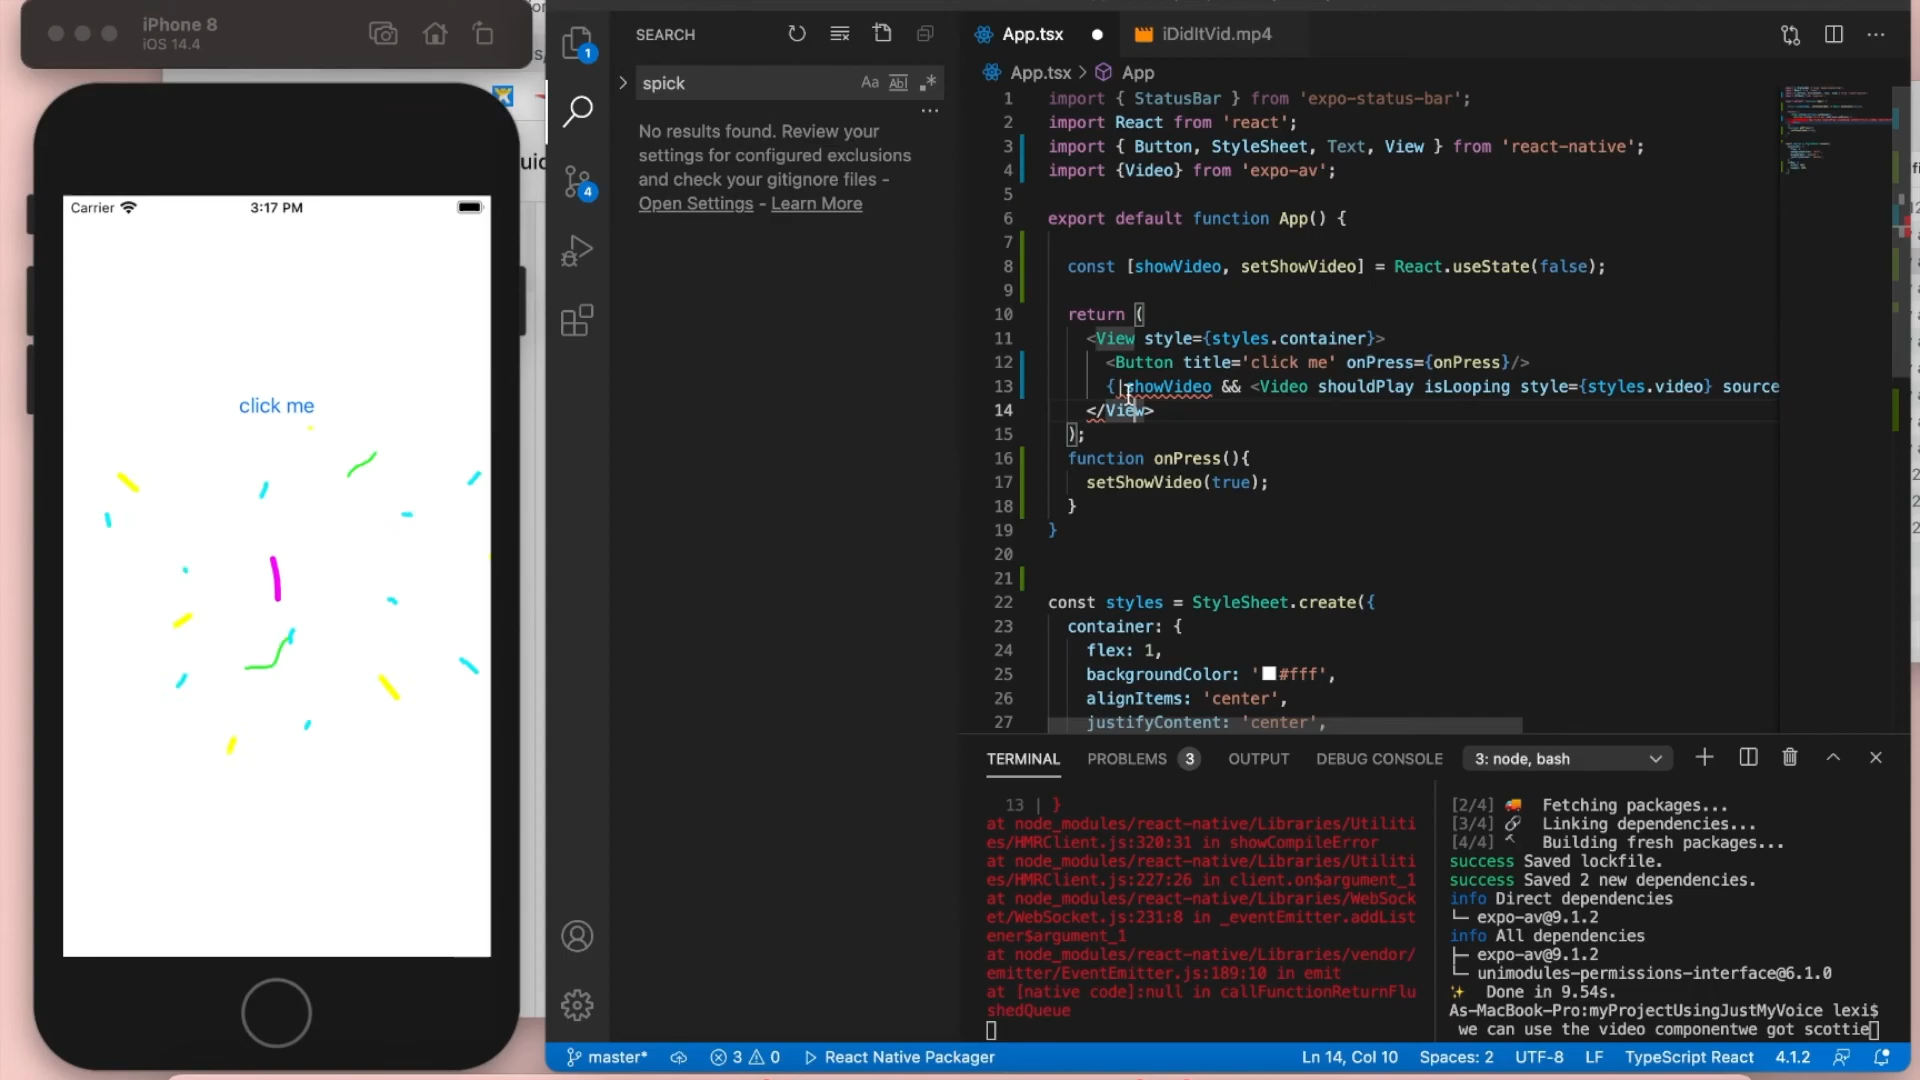 iPhone 8
iOS 14.4
Carrier
3:17 PM
click me
1
4
SEARCH
spick
Aa
Abl
.*
No results found. Review your
settings for configured exclusions
and check your gitignore files -
Open Settings - Learn More
App.tsx
iDidItVid.mp4
App.tsx > App
1 import { StatusBar } from 'expo-status-bar';
2 import React from 'react';
3 import { Button, StyleSheet, Text, View } from 'react-native';
4 import {Video} from 'expo-av';
5
6 export default function App() {
7
8 const [showVideo, setShowVideo] = React.useState(false);
9
10 return (
11 <View style={styles.container}>
12 <Button title='click me' onPress={onPress}/>
13 {showVideo && <Video shouldPlay isLooping style={styles.video} source
14 </View>
15 );
16 function onPress(){
17 setShowVideo(true);
18 }
19 }
20
21
22 const styles = StyleSheet.create({
23 container: {
24 flex: 1,
25 backgroundColor: '#fff',
26 alignItems: 'center',
27 justifyContent: 'center',
TERMINAL
PROBLEMS 3
OUTPUT
DEBUG CONSOLE
3: node, bash
13 | }
at node_modules/react-native/Libraries/Utiliti
es/HMRClient.js:320:31 in showCompileError
at node_modules/react-native/Libraries/Utiliti
es/HMRClient.js:227:26 in client.on$argument_1
at node_modules/react-native/Libraries/WebSock
et/WebSocket.js:231:8 in _eventEmitter.addList
ener$argument_1
at node_modules/react-native/Libraries/vendor/
emitter/EventEmitter.js:189:10 in emit
at [native code]:null in callFunctionReturnFlu
shedQueue
[2/4] Fetching packages...
[3/4] Linking dependencies...
[4/4] Building fresh packages...
success Saved lockfile.
success Saved 2 new dependencies.
info Direct dependencies
└─ expo-av@9.1.2
info All dependencies
├─ expo-av@9.1.2
└─ unimodules-permissions-interface@6.1.0
Done in 9.54s.
As-MacBook-Pro:myProjectUsingJustMyVoice lexi$
we can use the video componentwe got scottie
master*
3
0
React Native Packager
Ln 14, Col 10
Spaces: 2
UTF-8
LF
TypeScript React
4.1.2